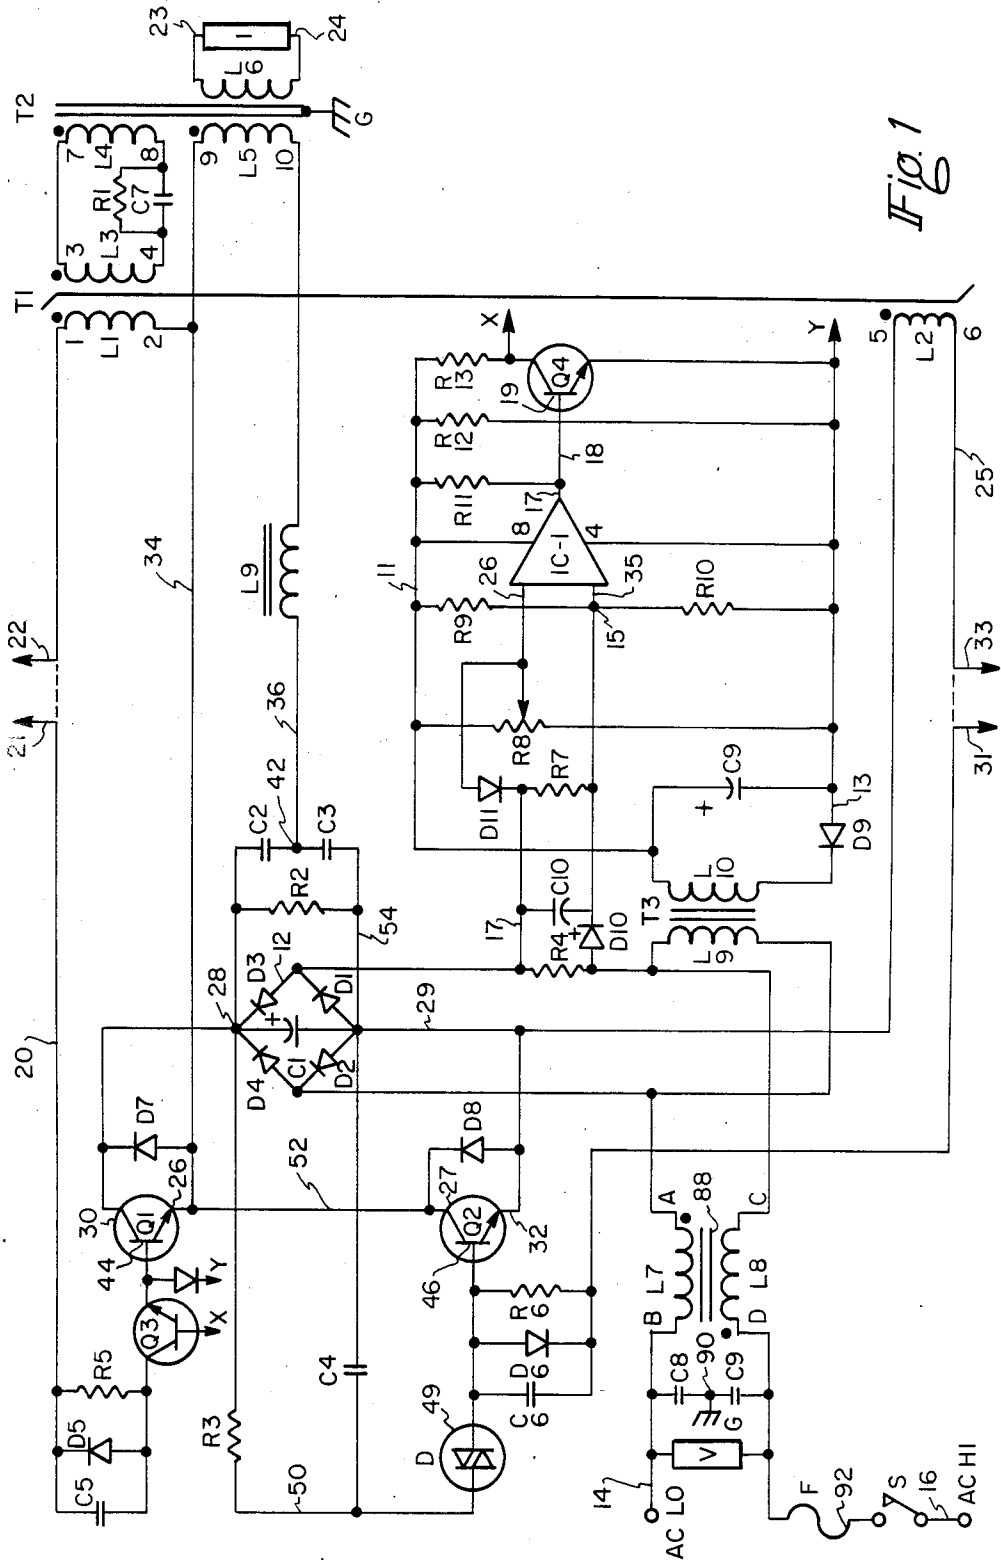 T2
23
24
1
L6
G
7
L4
8
9
L5
10
R1
C7
3
L3
4
T1
1
L1
2
34
22
21
L9
36
42
C2
C3
R2
54
20
28
D3
12
D1
C1
+
D4
D2
29
D7
30
Q1
26
44
Y
Q3
X
R5
D5
C5
52
D8
27
Q2
32
46
R6
D6
C6
R3
C4
49
D
50
X
Y
R13
19
Q4
R12
18
R11
17
11
8
IC-1
4
26
35
R9
15
R10
R8
D11
R7
17
C10
+
R4
D10
+
C9
13
D9
T3
L10
L9
5
L2
6
25
33
31
A
88
C
L7
L8
B
D
C8
90
C9
G
V
14
AC LO
F
92
S
16
AC HI
Fig. 1